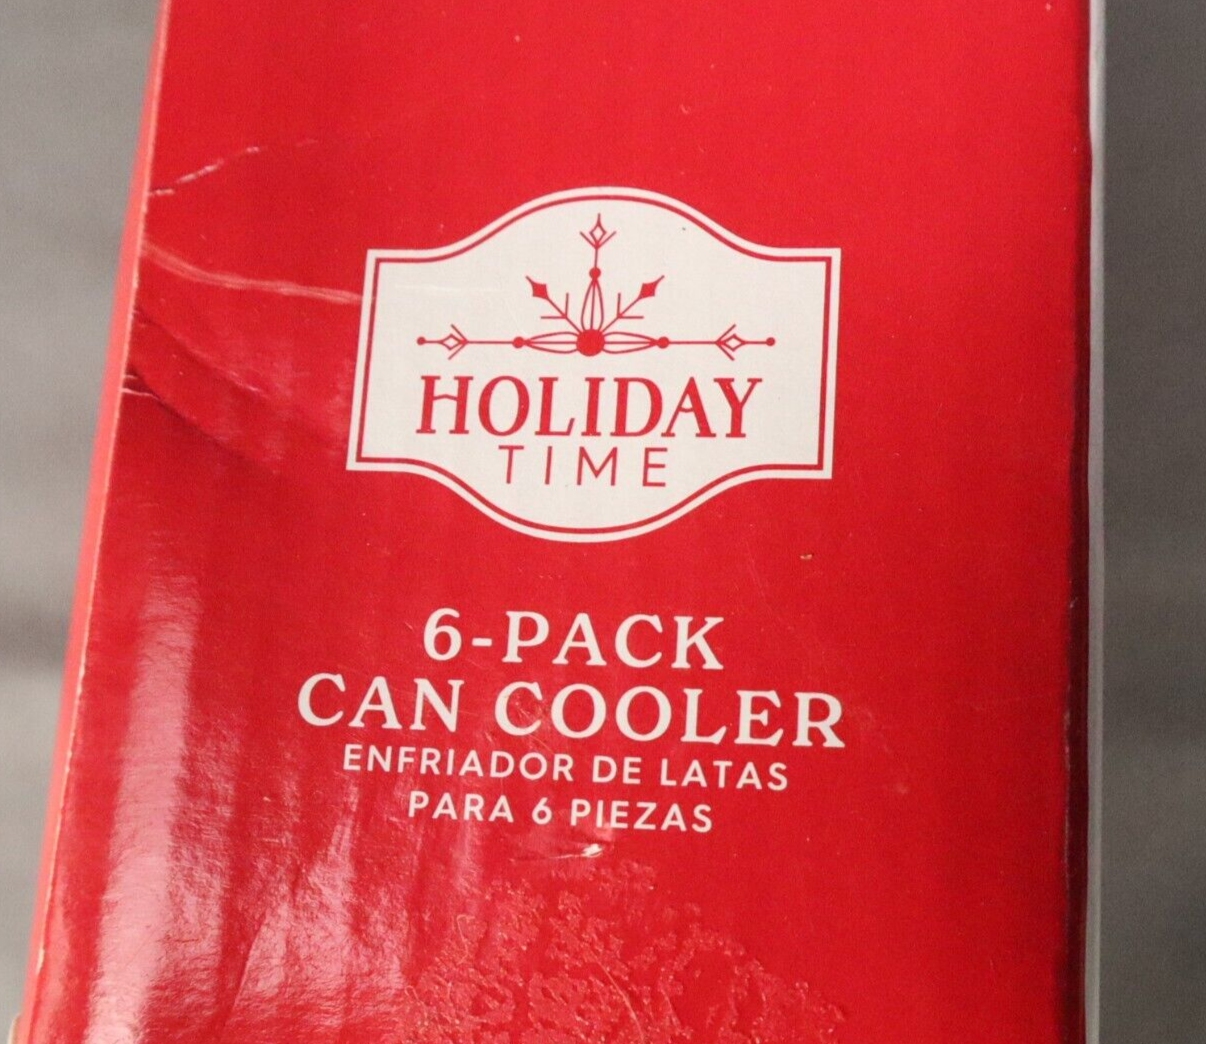 HOLIDAY
TIME
6-PACK
CAN COOLER
ENFRIADOR DE LATAS
PARA 6 PIEZAS